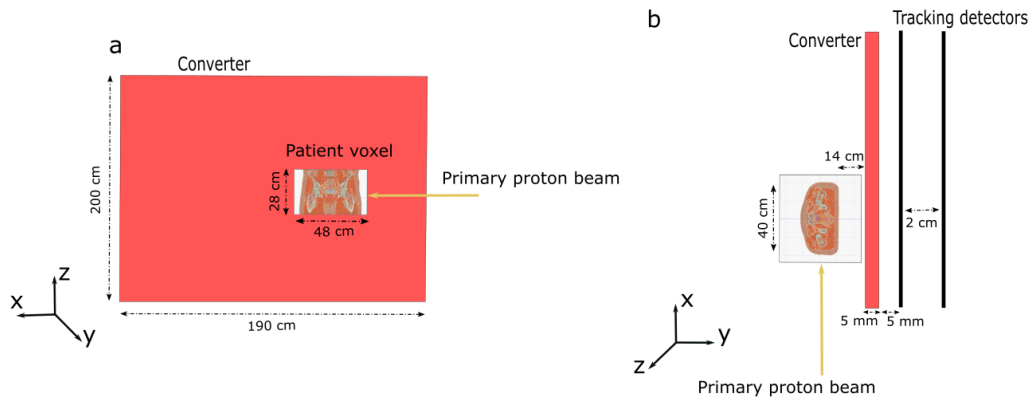 a
Converter
200 cm
Patient voxel
28 cm
48 cm
Primary proton beam
190 cm
z
x
y
b
Tracking detectors
Converter
14 cm
40 cm
2 cm
5 mm
5 mm
x
y
z
Primary proton beam